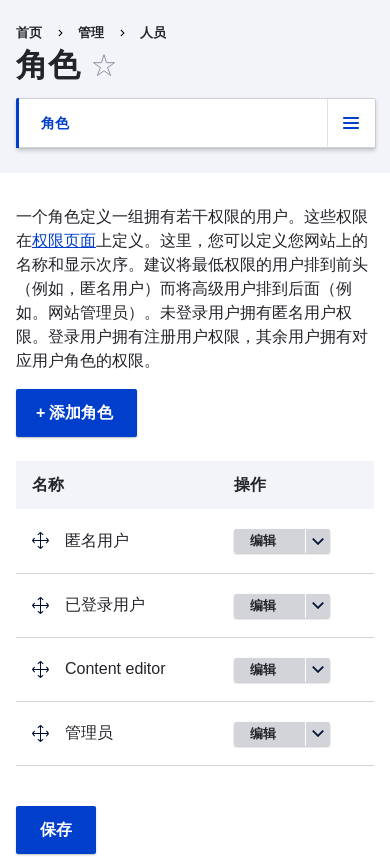 首页 > 管理 > 人员
角色
角色
一个角色定义一组拥有若干权限的用户。这些权限
在权限页面上定义。这里，您可以定义您网站上的
名称和显示次序。建议将最低权限的用户排到前头
（例如，匿名用户）而将高级用户排到后面（例
如。网站管理员）。未登录用户拥有匿名用户权
限。登录用户拥有注册用户权限，其余用户拥有对
应用户角色的权限。
+ 添加角色
名称 操作
匿名用户 编辑
已登录用户 编辑
Content editor 编辑
管理员 编辑
保存